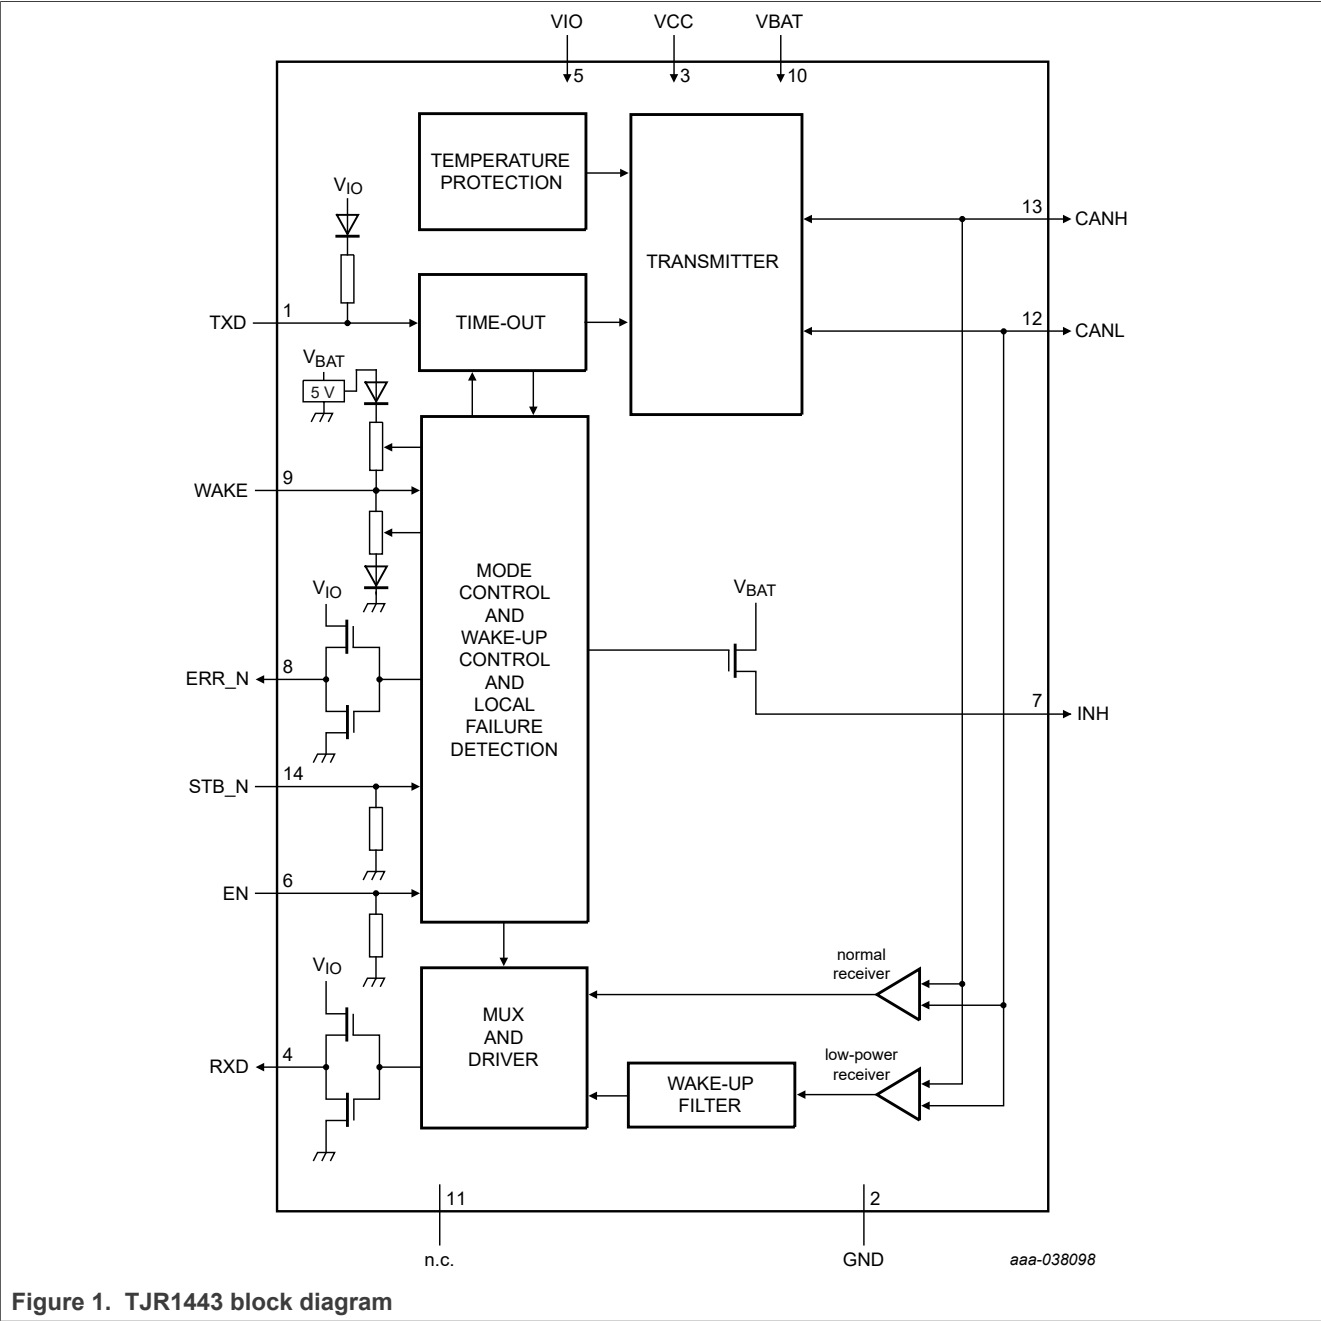 VIO VCC VBAT
5 3 10
TEMPERATURE
PROTECTION
VIO
13 CANH
TRANSMITTER
TXD 1
TIME-OUT
12 CANL
VBAT
5 V
WAKE 9
MODE
CONTROL
AND
WAKE-UP
CONTROL
AND
LOCAL
FAILURE
DETECTION
VIO
VBAT
ERR_N 8
7 INH
STB_N 14
EN 6
normal
receiver
VIO
MUX
AND
DRIVER
RXD 4
low-power
receiver
WAKE-UP
FILTER
11 2
n.c. GND aaa-038098
Figure 1. TJR1443 block diagram